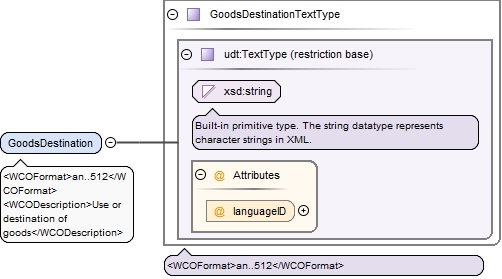 GoodsDestinationTextType
udt:TextType (restriction base)
xsd:string
Built-in primitive type. The string datatype represents
character strings in XML.
GoodsDestination
<WCOFormat>an..512</W
COFormat>
<WCODescription>Use or
destination of
goods</WCODescription>
@ Attributes
@ languageID
<WCOFormat>an..512</WCOFormat>